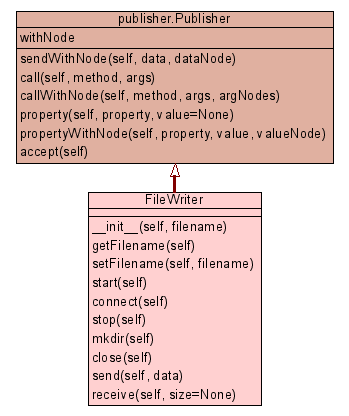 publisher.Publisher
withNode
sendWithNode(self, data, dataNode)
call(self, method, args)
callWithNode(self, method, args, argNodes)
property(self, property, value=None)
propertyWithNode(self, property, value, valueNode)
accept(self)
FileWriter
__init__(self, filename)
getFilename(self)
setFilename(self, filename)
start(self)
connect(self)
stop(self)
mkdir(self)
close(self)
send(self, data)
receive(self, size=None)